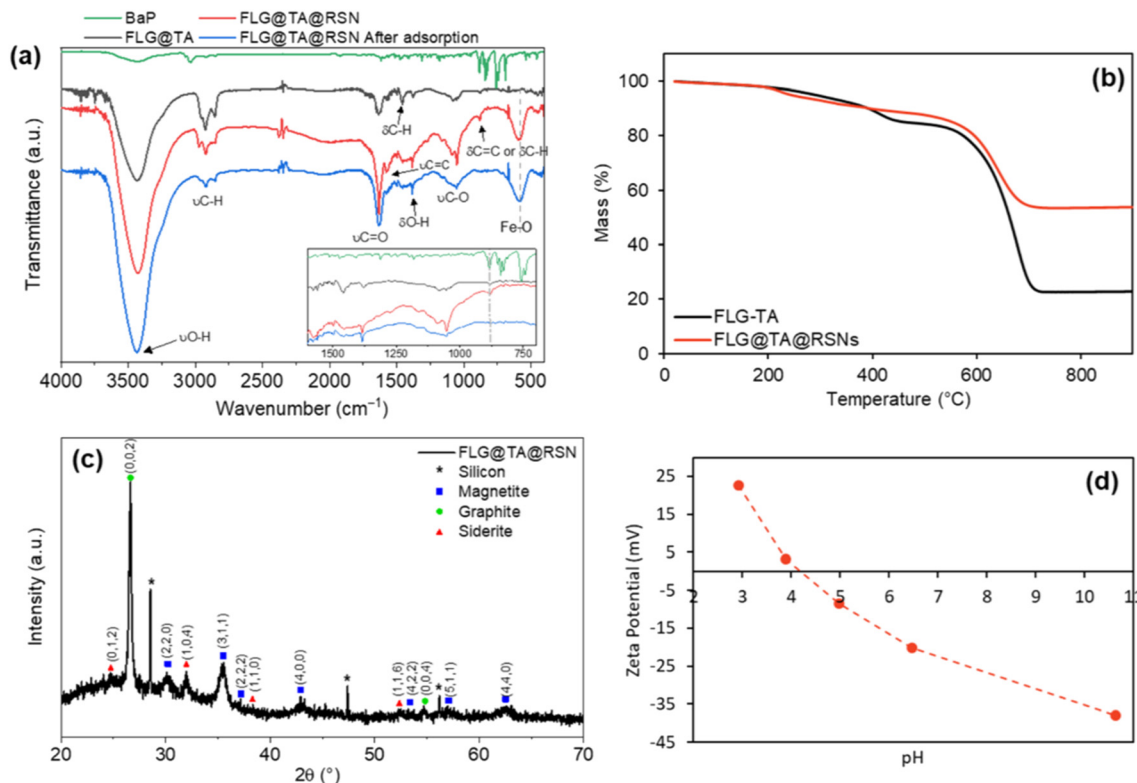 BaP
FLG@TA@RSN
FLG@TA
FLG@TA@RSN After adsorption
(a)
Transmittance (a.u.)
δC-H
δC=C or δC-H
υC=C
υC-H
υC-O
δO-H
υC=O
Fe-O
υO-H
1500 1250 1000 750
4000 3500 3000 2500 2000 1500 1000 500
Wavenumber (cm⁻¹)
(b)
Mass (%)
100
80
60
40
20
0
FLG-TA
FLG@TA@RSNs
0 200 400 600 800
Temperature (°C)
(c)
Intensity (a.u.)
FLG@TA@RSN
* Silicon
Magnetite
Graphite
Siderite
(0,1,2)
(0,0,2)
*
(2,2,0)
(1,0,4)
(3,1,1)
(2,2,2)
(1,1,0)
(4,0,0)
*
(1,1,6)
(4,2,2)
(0,0,4)
*
(5,1,1)
(4,4,0)
20 30 40 50 60 70
2θ (°)
(d)
Zeta Potential (mV)
25
15
5
-5
-15
-25
-35
-45
2 3 4 5 6 7 8 9 10 11
pH